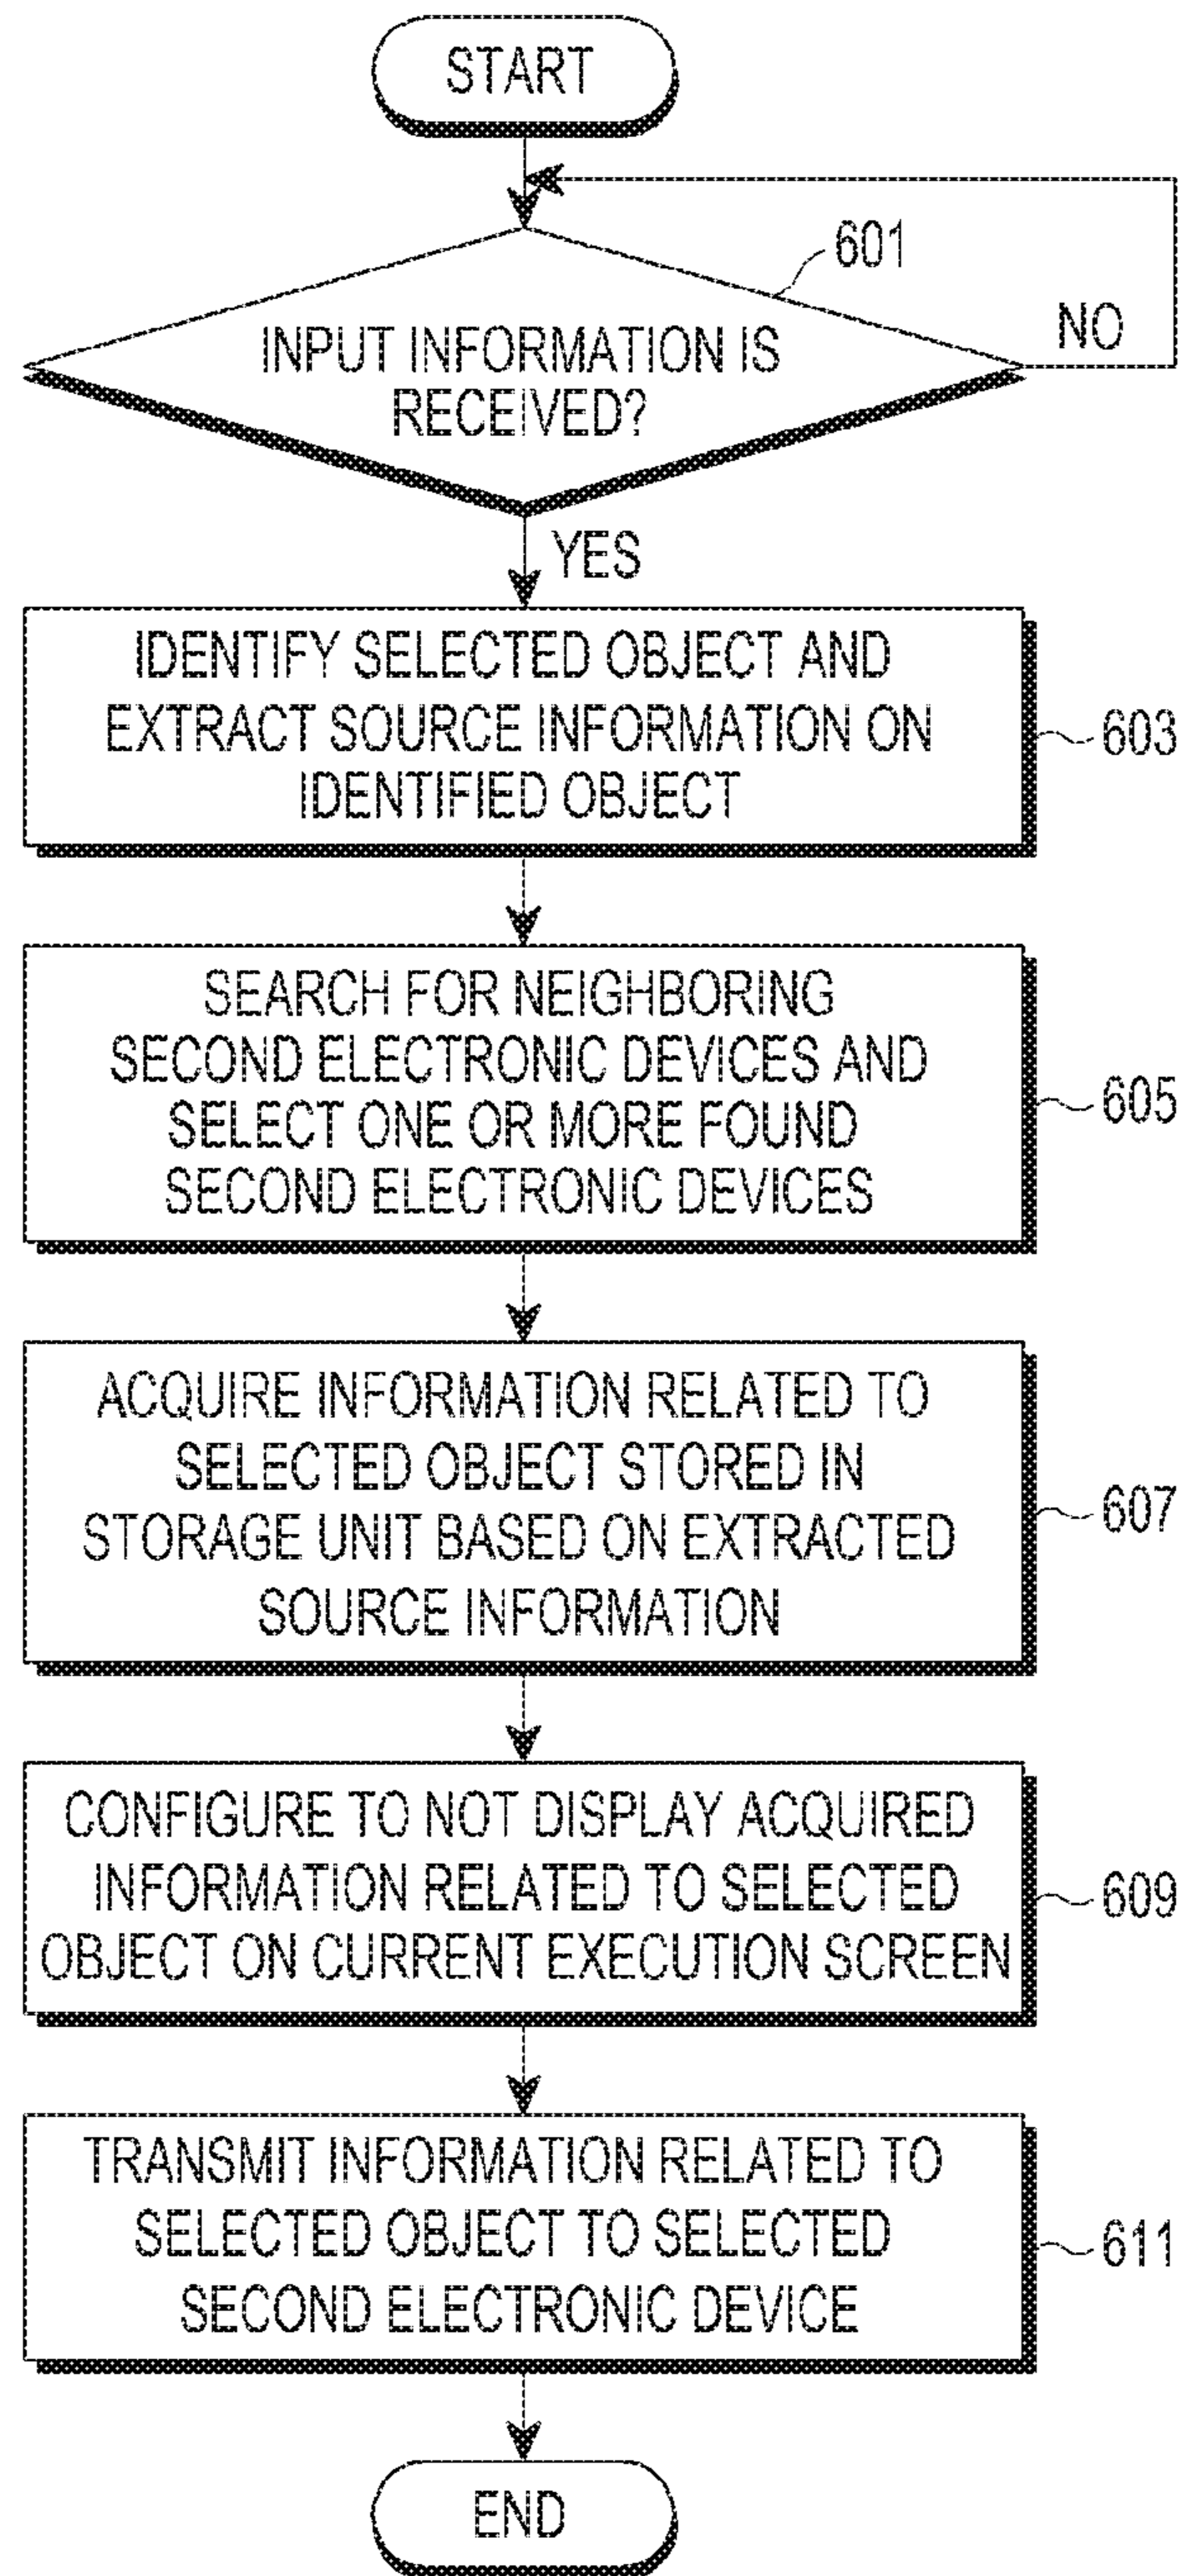 START
601
INPUT INFORMATION IS
RECEIVED?
NO
YES
IDENTIFY SELECTED OBJECT AND
EXTRACT SOURCE INFORMATION ON
IDENTIFIED OBJECT
603
SEARCH FOR NEIGHBORING
SECOND ELECTRONIC DEVICES AND
SELECT ONE OR MORE FOUND
SECOND ELECTRONIC DEVICES
605
ACQUIRE INFORMATION RELATED TO
SELECTED OBJECT STORED IN
STORAGE UNIT BASED ON EXTRACTED
SOURCE INFORMATION
607
CONFIGURE TO NOT DISPLAY ACQUIRED
INFORMATION RELATED TO SELECTED
OBJECT ON CURRENT EXECUTION SCREEN
609
TRANSMIT INFORMATION RELATED TO
SELECTED OBJECT TO SELECTED
SECOND ELECTRONIC DEVICE
611
END